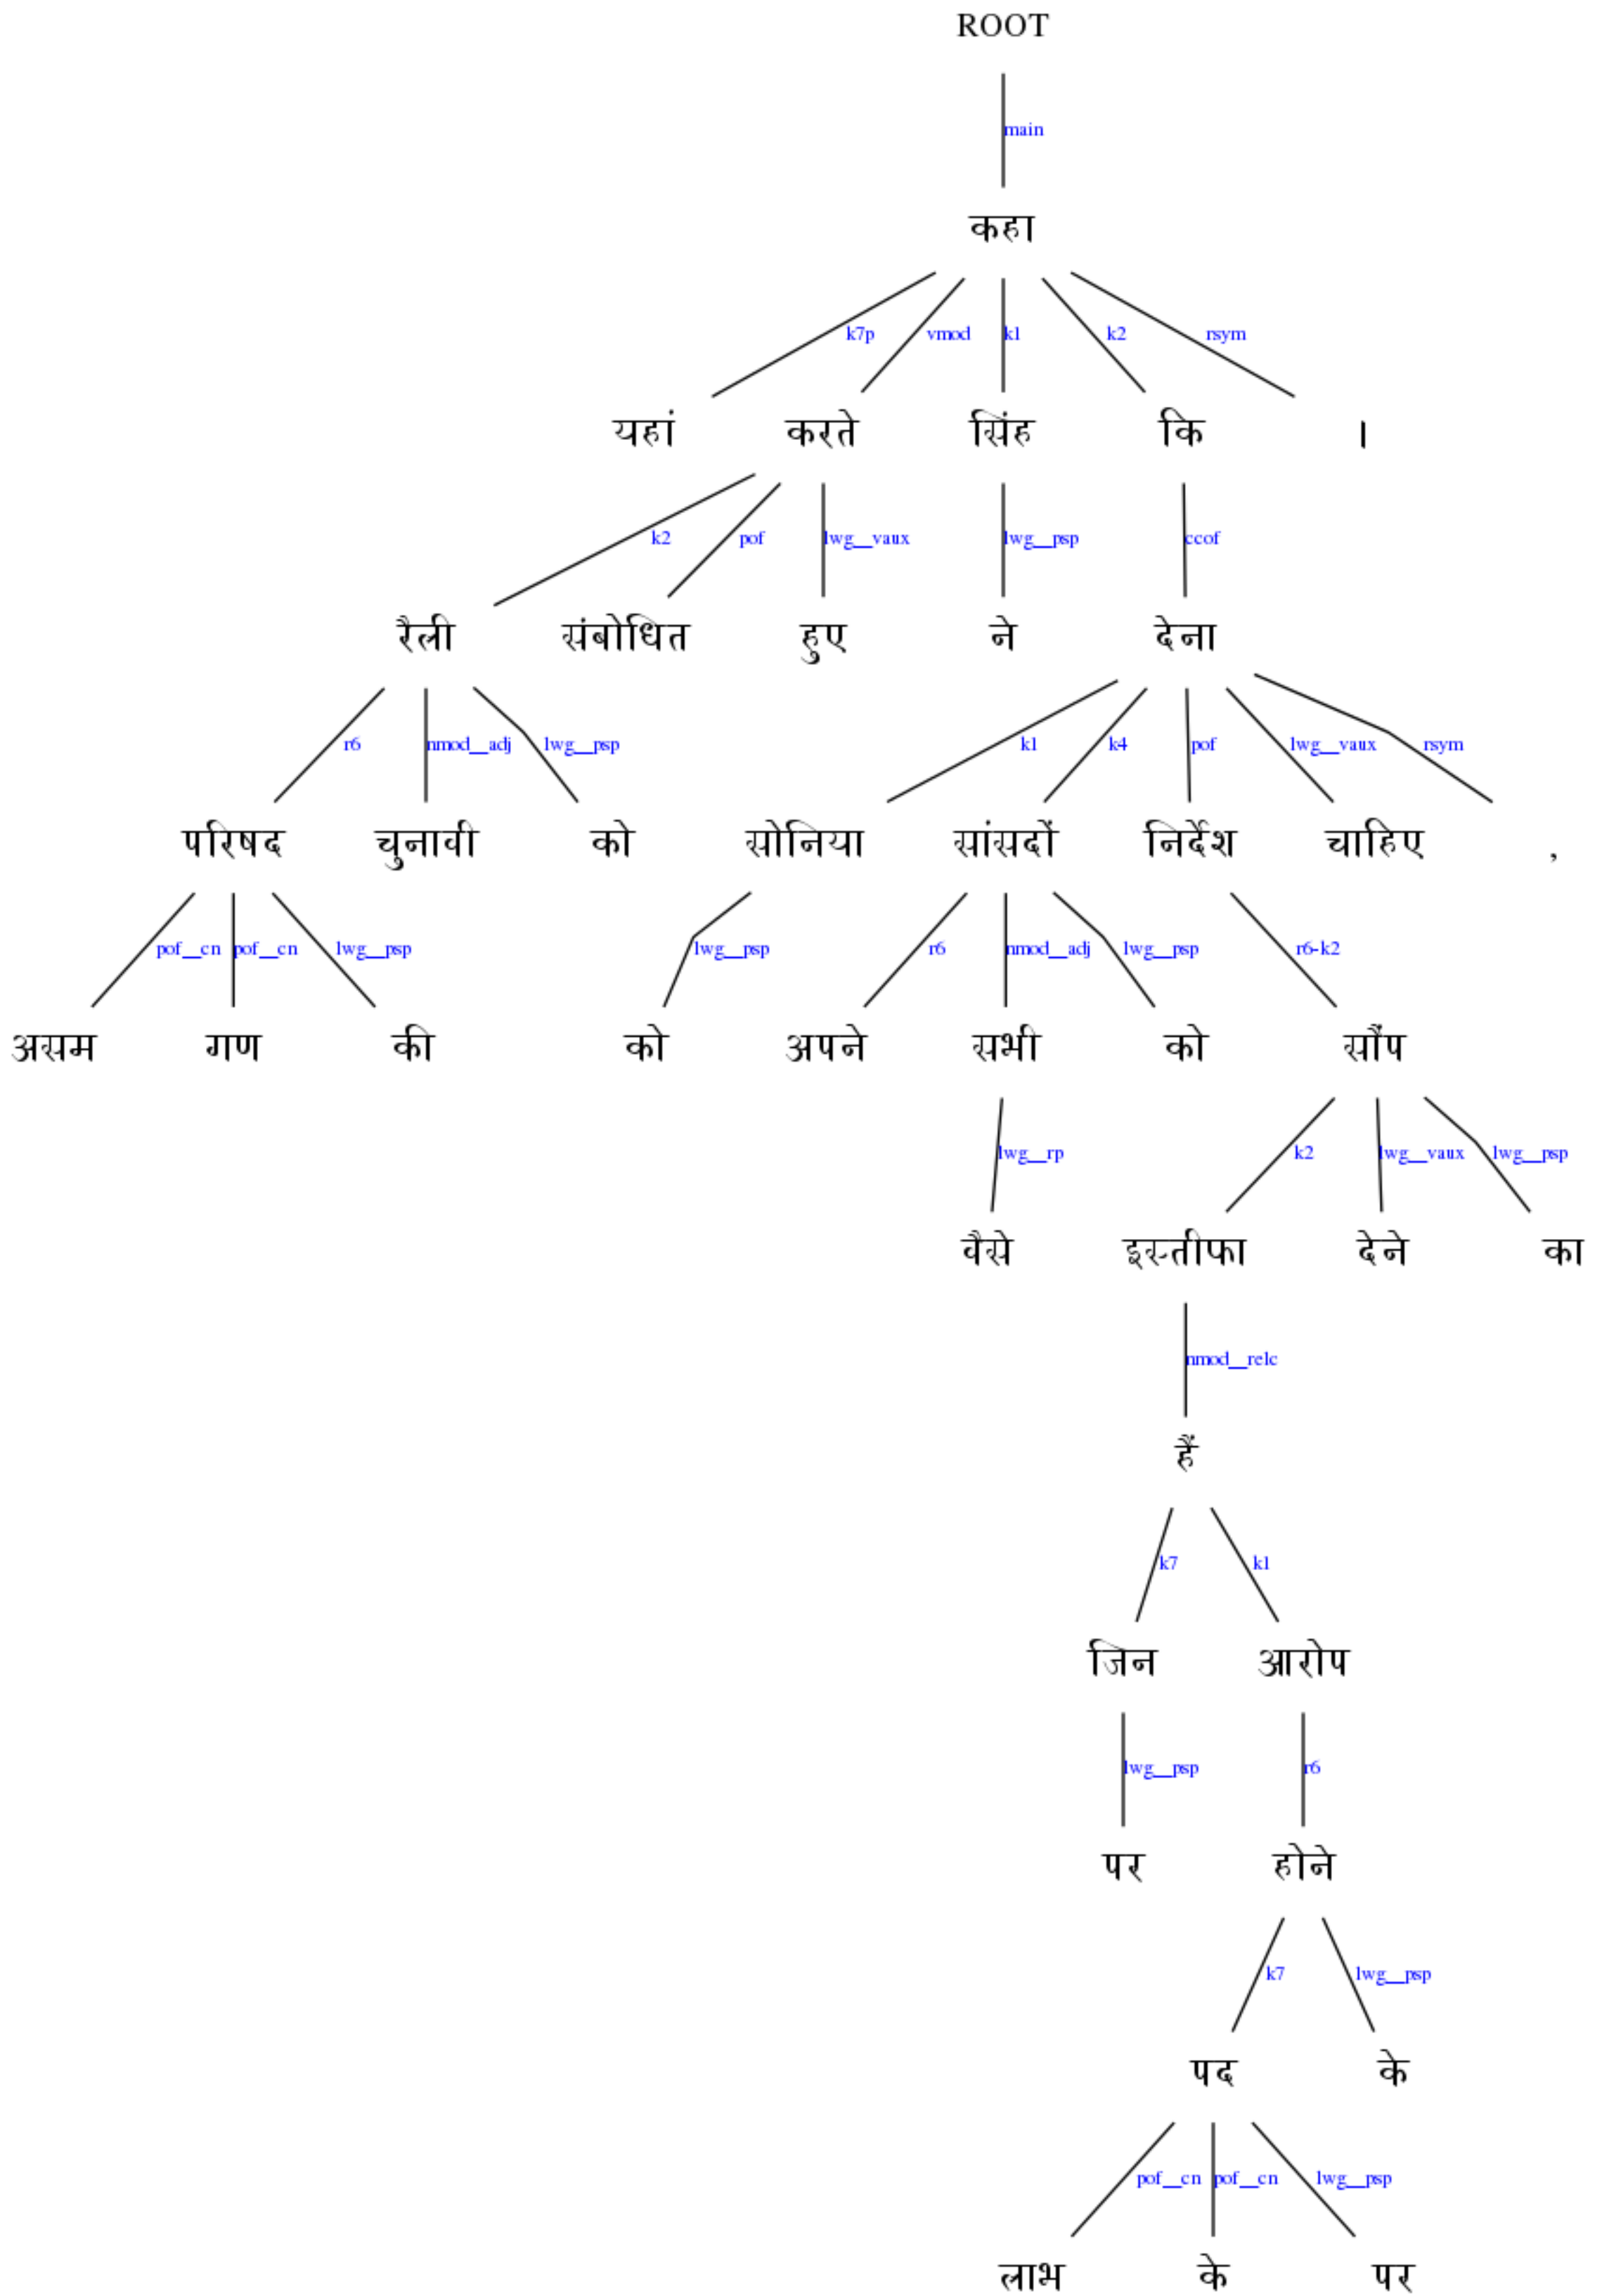 ROOT
main
कहा
k7p vmod k1 k2 rsym
यहां करते सिंह कि ।
k2 pof lwg__vaux lwg__psp ccof
रैली संबोधित हुए ने देना
r6 nmod__adj lwg__psp k1 k4 pof lwg__vaux rsym
परिषद चुनावी को सोनिया सांसदों निर्देश चाहिए ,
pof__cn pof__cn lwg__psp lwg__psp r6 nmod__adj lwg__psp r6-k2
असम गण की को अपने सभी को सौंप
lwg__rp k2 lwg__vaux lwg__psp
वैसे इस्तीफा देने का
nmod__relc
हैं
k7 k1
जिन आरोप
lwg__psp r6
पर होने
k7 lwg__psp
पद के
pof__cn pof__cn lwg__psp
लाभ के पर